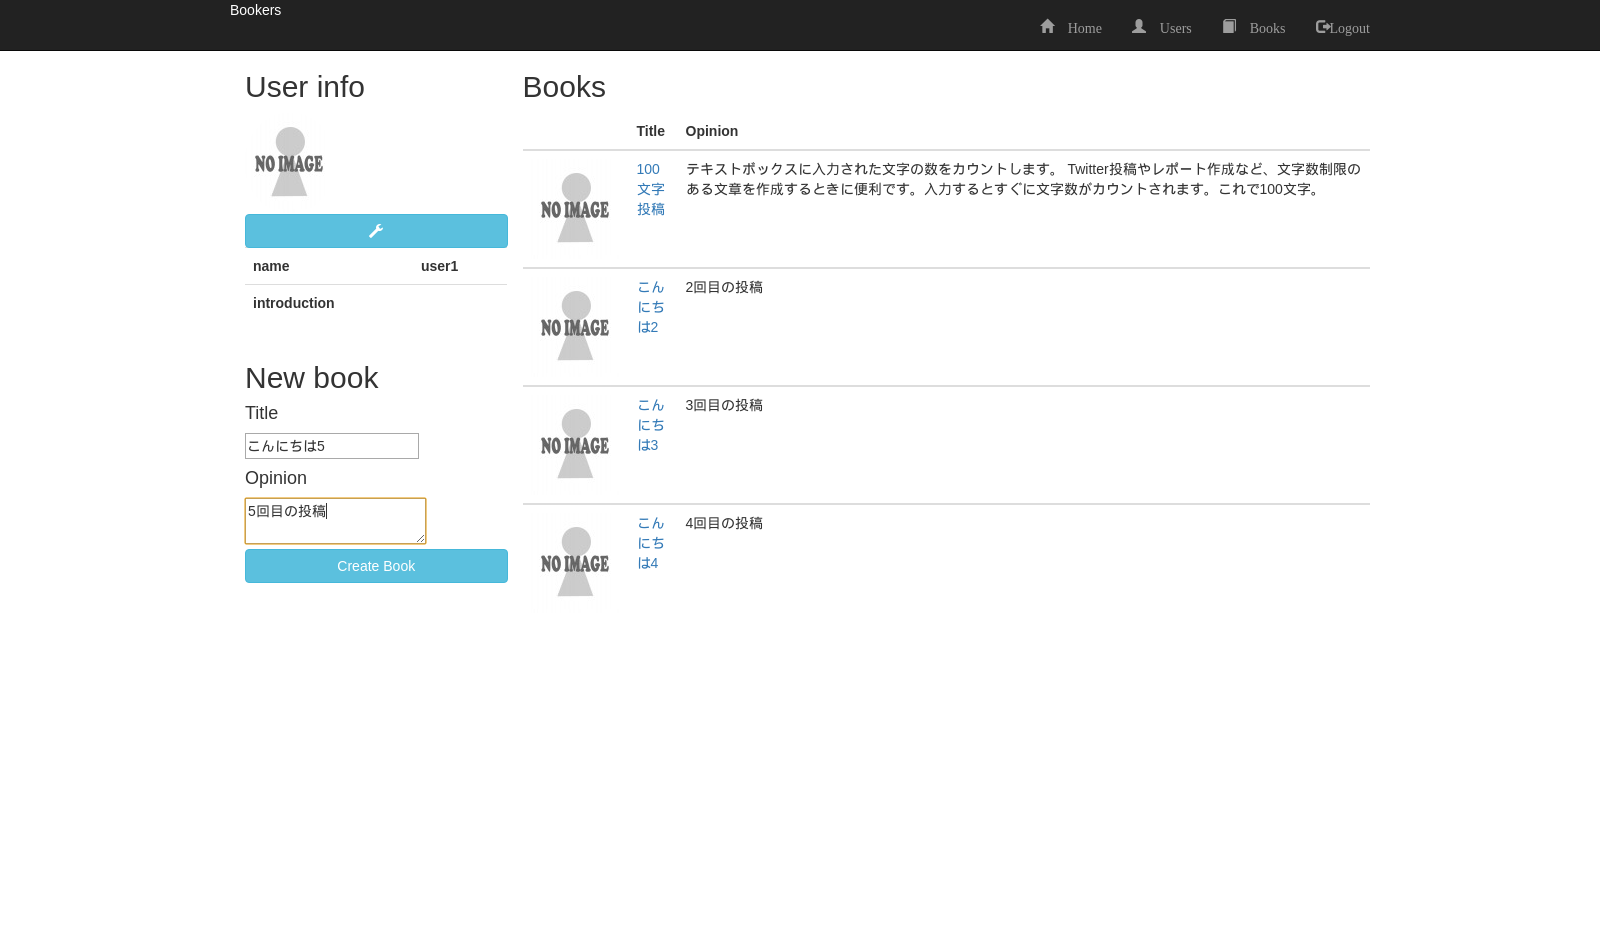 Bookers
Home
Users
Books
Logout
User info
NO IMAGE
name
user1
introduction
New book
Title
こんにちは5
Opinion
5回目の投稿
Create Book
Books
Title
Opinion
NO IMAGE
100
文字
投稿
テキストボックスに入力された文字の数をカウントします。 Twitter投稿やレポート作成など、文字数制限の
ある文章を作成するときに便利です。入力するとすぐに文字数がカウントされます。これで100文字。
NO IMAGE
こん
にち
は2
2回目の投稿
NO IMAGE
こん
にち
は3
3回目の投稿
NO IMAGE
こん
にち
は4
4回目の投稿